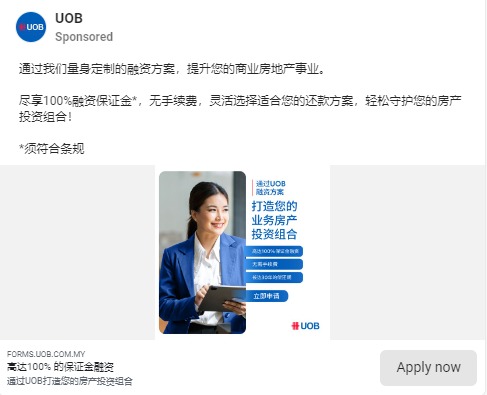 UOB
Sponsored
通过我们量身定制的融资方案，提升您的商业房地产事业。
尽享100%融资保证金*，无手续费，灵活选择适合您的还款方案，轻松守护您的房产
投资组合！
*须符合条规
通过UOB
融资方案
打造您的
业务房产
投资组合
高达100%保证金融资
无需手续费
立即申请
UOB
FORMS.UOB.COM.MY
高达100% 的保证金融资
通过UOB打造您的房产投资组合
Apply now
UOB